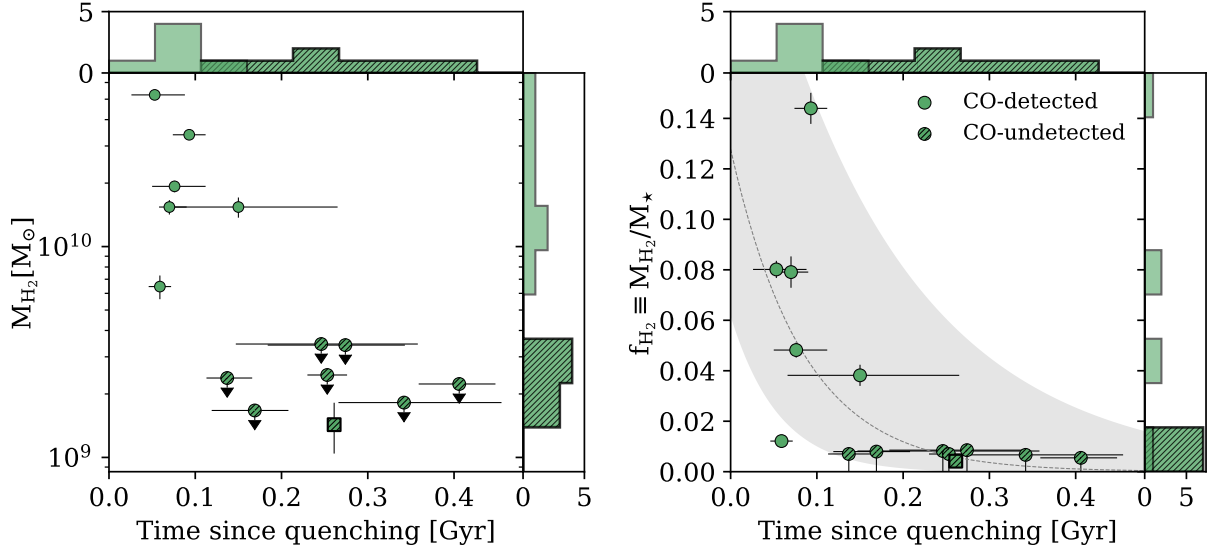 5
0
10^10
10^9
M_H₂[M_⊙]
0.0 0.1 0.2 0.3 0.4 0 5
Time since quenching [Gyr]
5
0
CO-detected
CO-undetected
0.14
0.12
0.10
0.08
0.06
0.04
0.02
0.00
f_H₂ ≡ M_H₂/M_⋆
0.0 0.1 0.2 0.3 0.4 0 5
Time since quenching [Gyr]